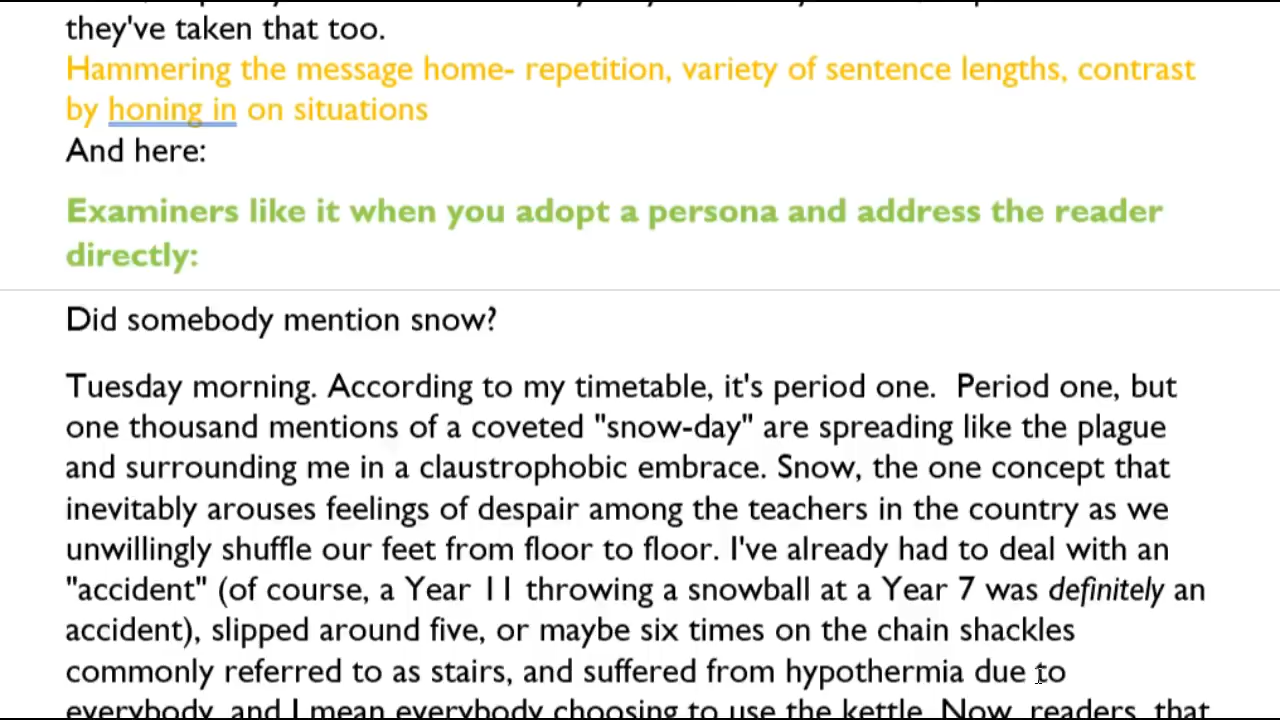 they've taken that too.
Hammering the message home- repetition, variety of sentence lengths, contrast
by honing in on situations
And here:
Examiners like it when you adopt a persona and address the reader
directly:
Did somebody mention snow?
Tuesday morning. According to my timetable, it's period one.  Period one, but
one thousand mentions of a coveted "snow-day" are spreading like the plague
and surrounding me in a claustrophobic embrace. Snow, the one concept that
inevitably arouses feelings of despair among the teachers in the country as we
unwillingly shuffle our feet from floor to floor. I've already had to deal with an
"accident" (of course, a Year 11 throwing a snowball at a Year 7 was definitely an
accident), slipped around five, or maybe six times on the chain shackles
commonly referred to as stairs, and suffered from hypothermia due to
everybody, and I mean everybody choosing to use the kettle. Now, readers, that